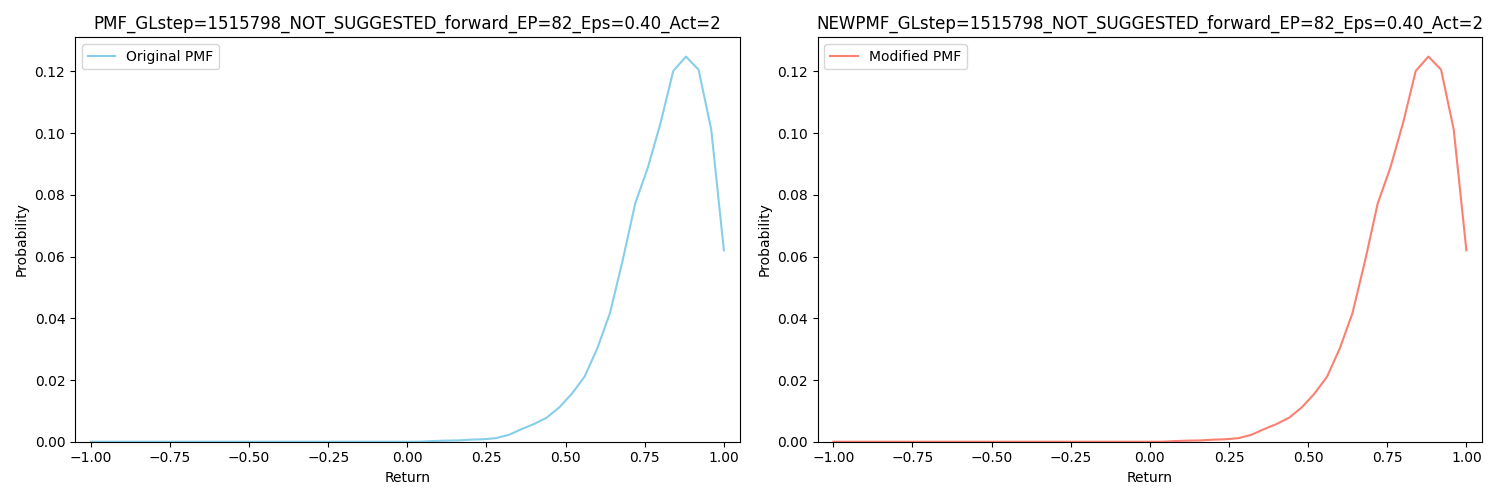 PMF_GLstep=1515798_NOT_SUGGESTED_forward_EP=82_Eps=0.40_Act=2
Original PMF
0.12
0.10
0.08
0.06
0.04
0.02
0.00
Probability
−1.00 −0.75 −0.50 −0.25 0.00 0.25 0.50 0.75 1.00
Return
NEWPMF_GLstep=1515798_NOT_SUGGESTED_forward_EP=82_Eps=0.40_Act=2
Modified PMF
0.12
0.10
0.08
0.06
0.04
0.02
0.00
Probability
−1.00 −0.75 −0.50 −0.25 0.00 0.25 0.50 0.75 1.00
Return